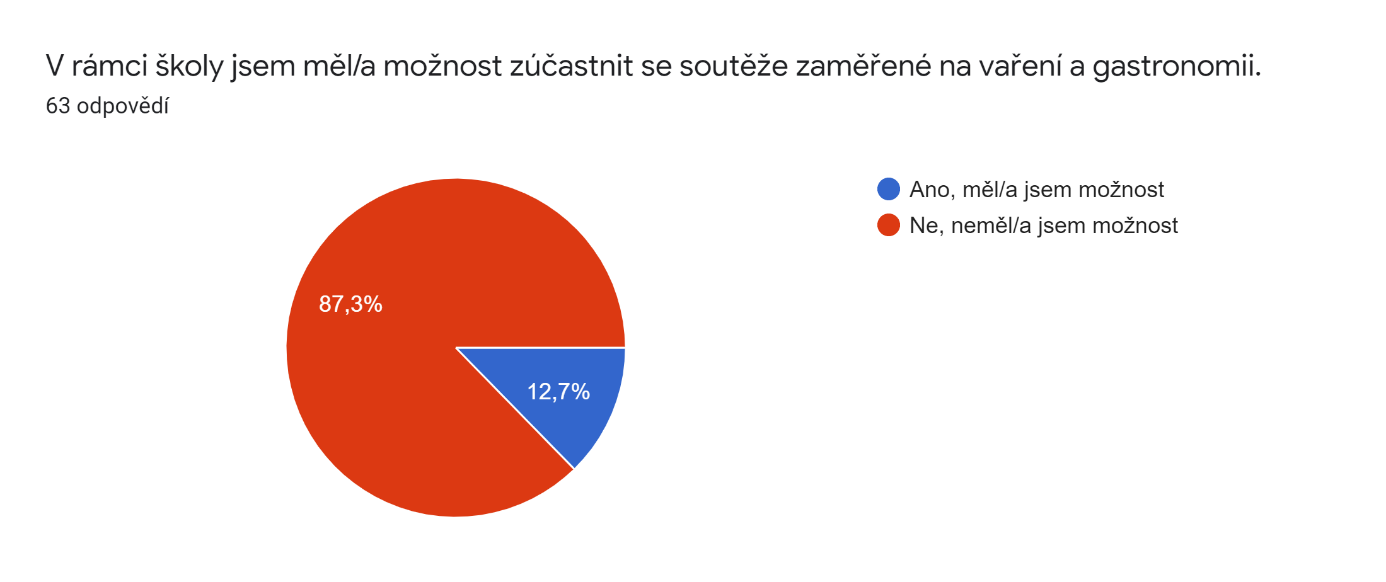 V rámci školy jsem měl/a možnost zúčastnit se soutěže zaměřené na vaření a gastronomii.
63 odpovědí
Ano, měl/a jsem možnost
Ne, neměl/a jsem možnost
87,3%
12,7%